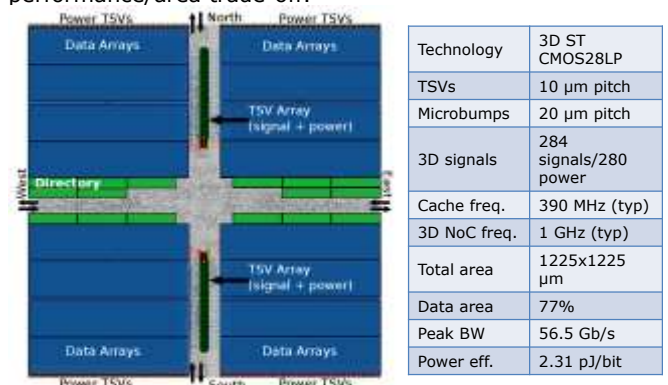 performance/area trade-off.
Power TSVs
North
Power TSVs
Data Arrays
Data Arrays
TSV Array
(signal + power)
West
Directory
East
TSV Array
(signal + power)
Data Arrays
Data Arrays
Power TSVs
South
Power TSVs
Technology
3D ST
CMOS28LP
TSVs
10 µm pitch
Microbumps
20 µm pitch
3D signals
284
signals/280
power
Cache freq.
390 MHz (typ)
3D NoC freq.
1 GHz (typ)
Total area
1225x1225
µm
Data area
77%
Peak BW
56.5 Gb/s
Power eff.
2.31 pJ/bit